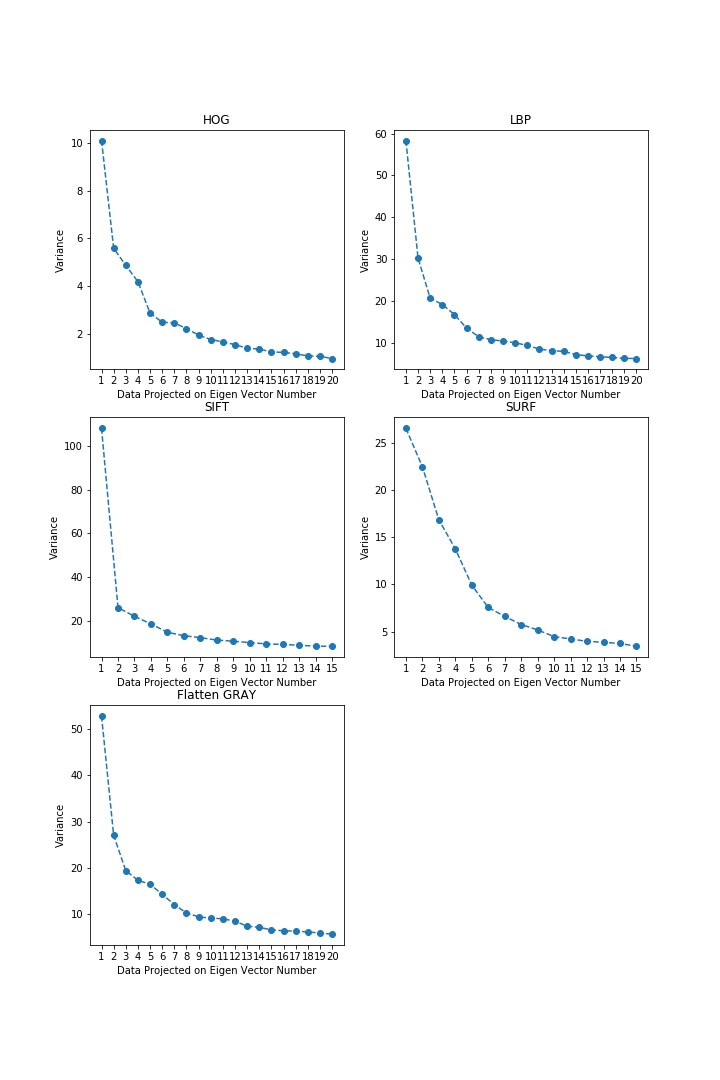 HOG
10
8
6
4
2
Variance
1 2 3 4 5 6 7 8 9 10 11 12 13 14 15 16 17 18 19 20
Data Projected on Eigen Vector Number
LBP
60
50
40
30
20
10
Variance
1 2 3 4 5 6 7 8 9 10 11 12 13 14 15 16 17 18 19 20
Data Projected on Eigen Vector Number
SIFT
100
80
60
40
20
Variance
1 2 3 4 5 6 7 8 9 10 11 12 13 14 15
Data Projected on Eigen Vector Number
SURF
25
20
15
10
5
Variance
1 2 3 4 5 6 7 8 9 10 11 12 13 14 15
Data Projected on Eigen Vector Number
Flatten GRAY
50
40
30
20
10
Variance
1 2 3 4 5 6 7 8 9 10 11 12 13 14 15 16 17 18 19 20
Data Projected on Eigen Vector Number